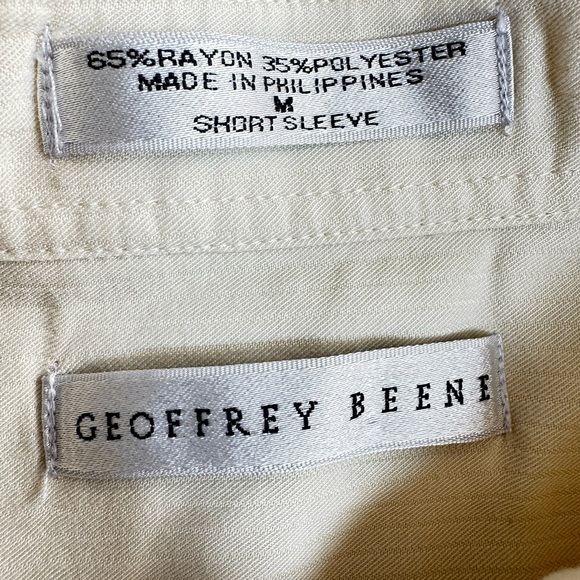 65%RAYON 35%POLYESTER
MADE IN PHILIPPINES
M
SHORT SLEEVE
GEOFFREY BEENE